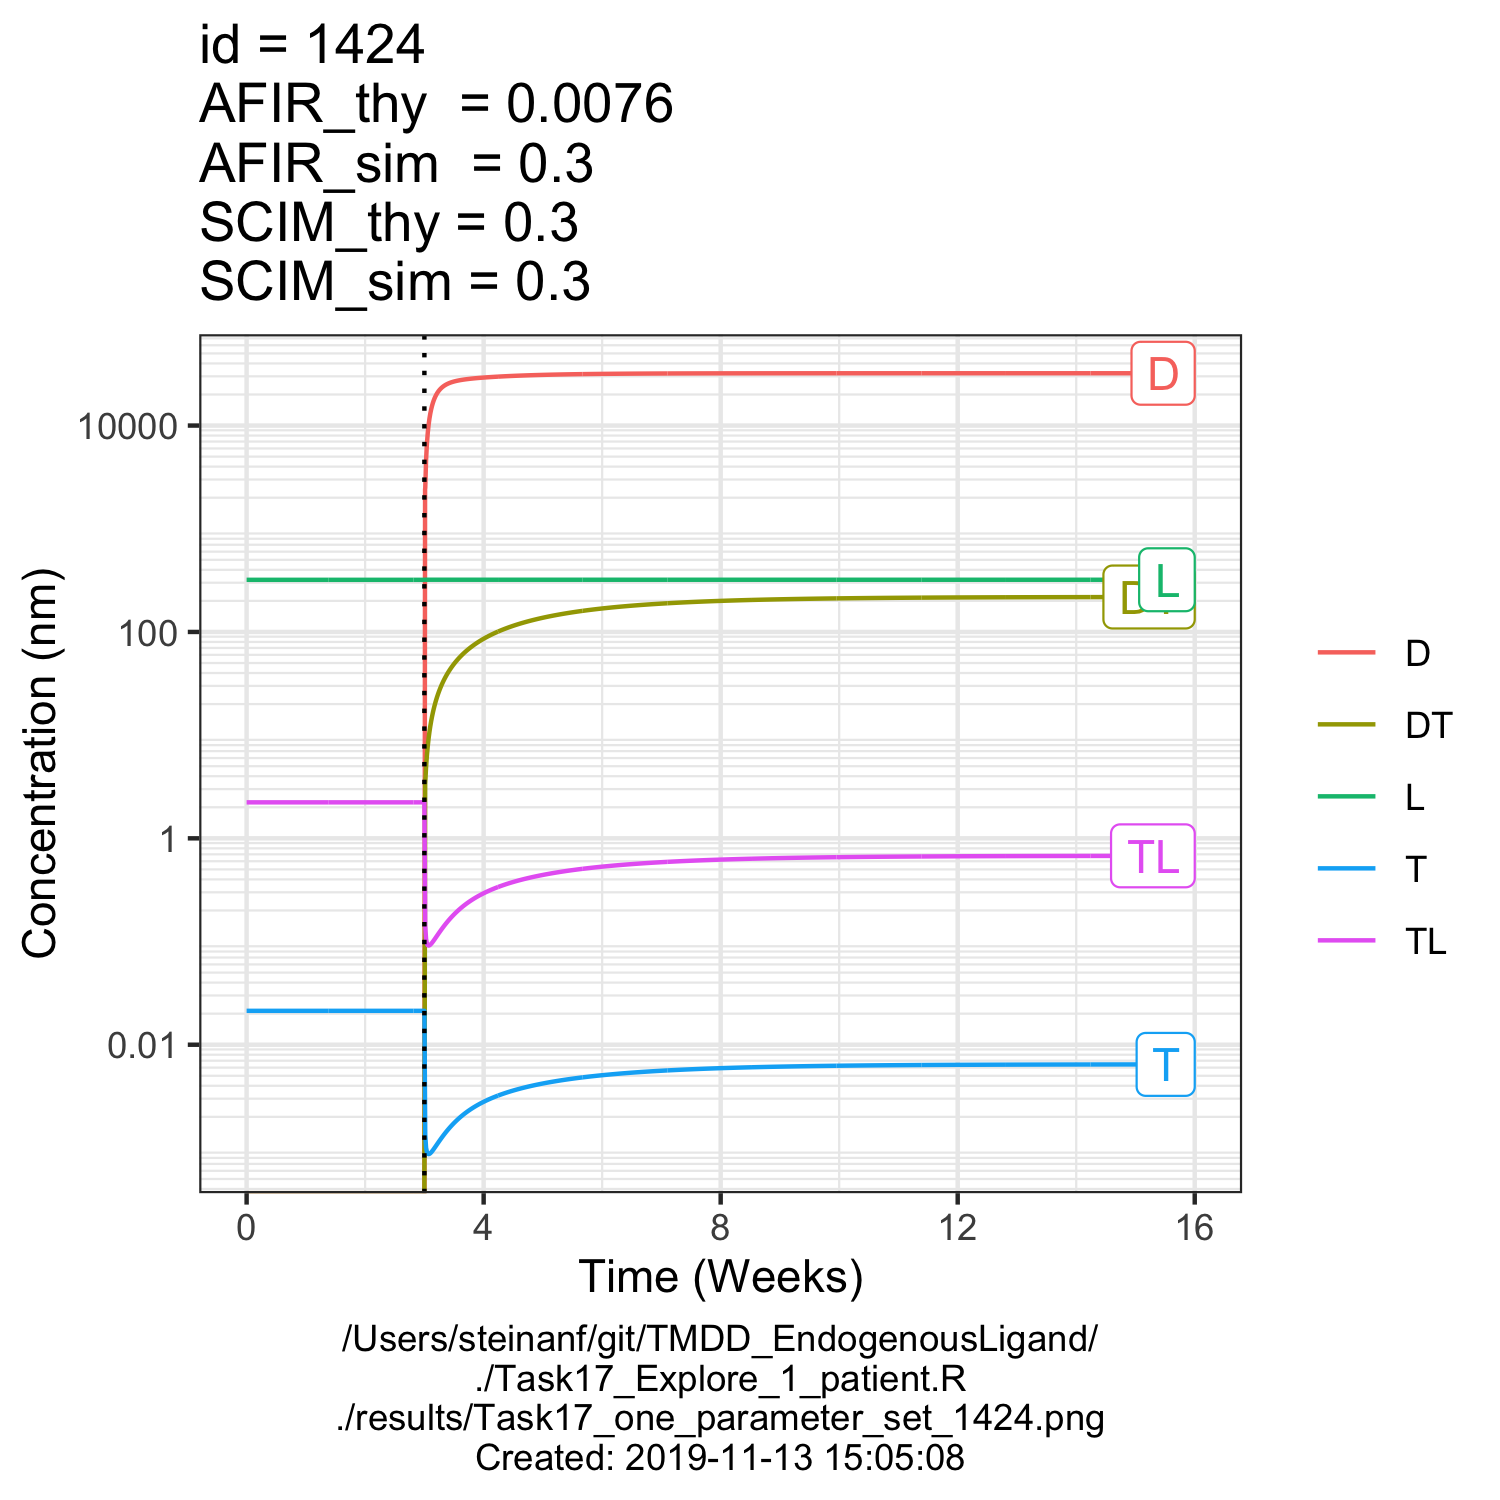 id = 1424
AFIR_thy  = 0.0076
AFIR_sim  = 0.3
SCIM_thy = 0.3
SCIM_sim = 0.3
D
10000
L
100
D
DT
L
T
TL
1
TL
0.01
T
Concentration (nm)
0 4 8 12 16
Time (Weeks)
/Users/steinanf/git/TMDD_EndogenousLigand/
./Task17_Explore_1_patient.R
./results/Task17_one_parameter_set_1424.png
Created: 2019-11-13 15:05:08